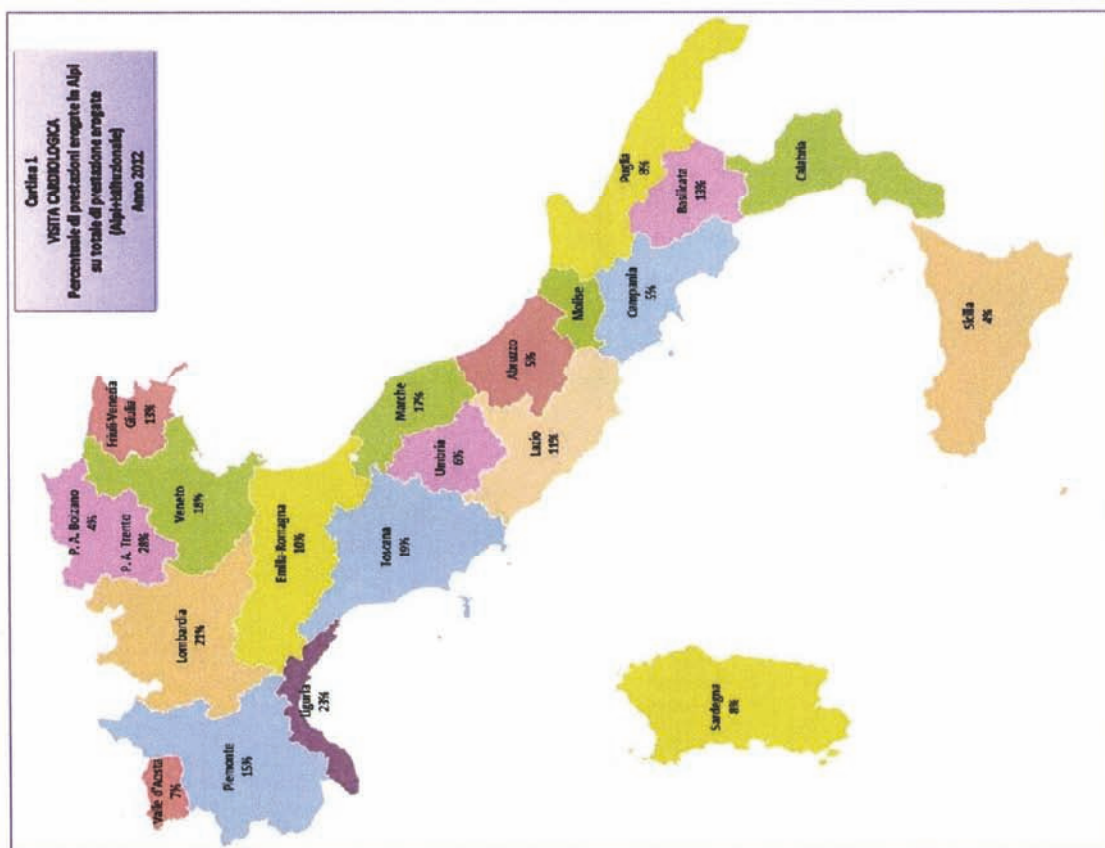 Cartina 1
VISITA CARDIOLOGICA
Percentuale di prestazioni erogate in Alpi
su totale di prestazione erogate
(Alpi+Istituzionale)
Anno 2012
P. A. Bolzano
4%
P. A. Trento
28%
Friuli-Venezia
Giulia
13%
Valle d'Aosta
7%
Lombardia
21%
Veneto
18%
Piemonte
15%
Liguria
23%
Emilia-Romagna
Toscana
19%
Marche
17%
Umbria
6%
Lazio
11%
Abruzzo
5%
Molise
Campania
5%
Puglia
8%
Basilicata
13%
Calabria
Sardegna
8%
Sicilia
4%